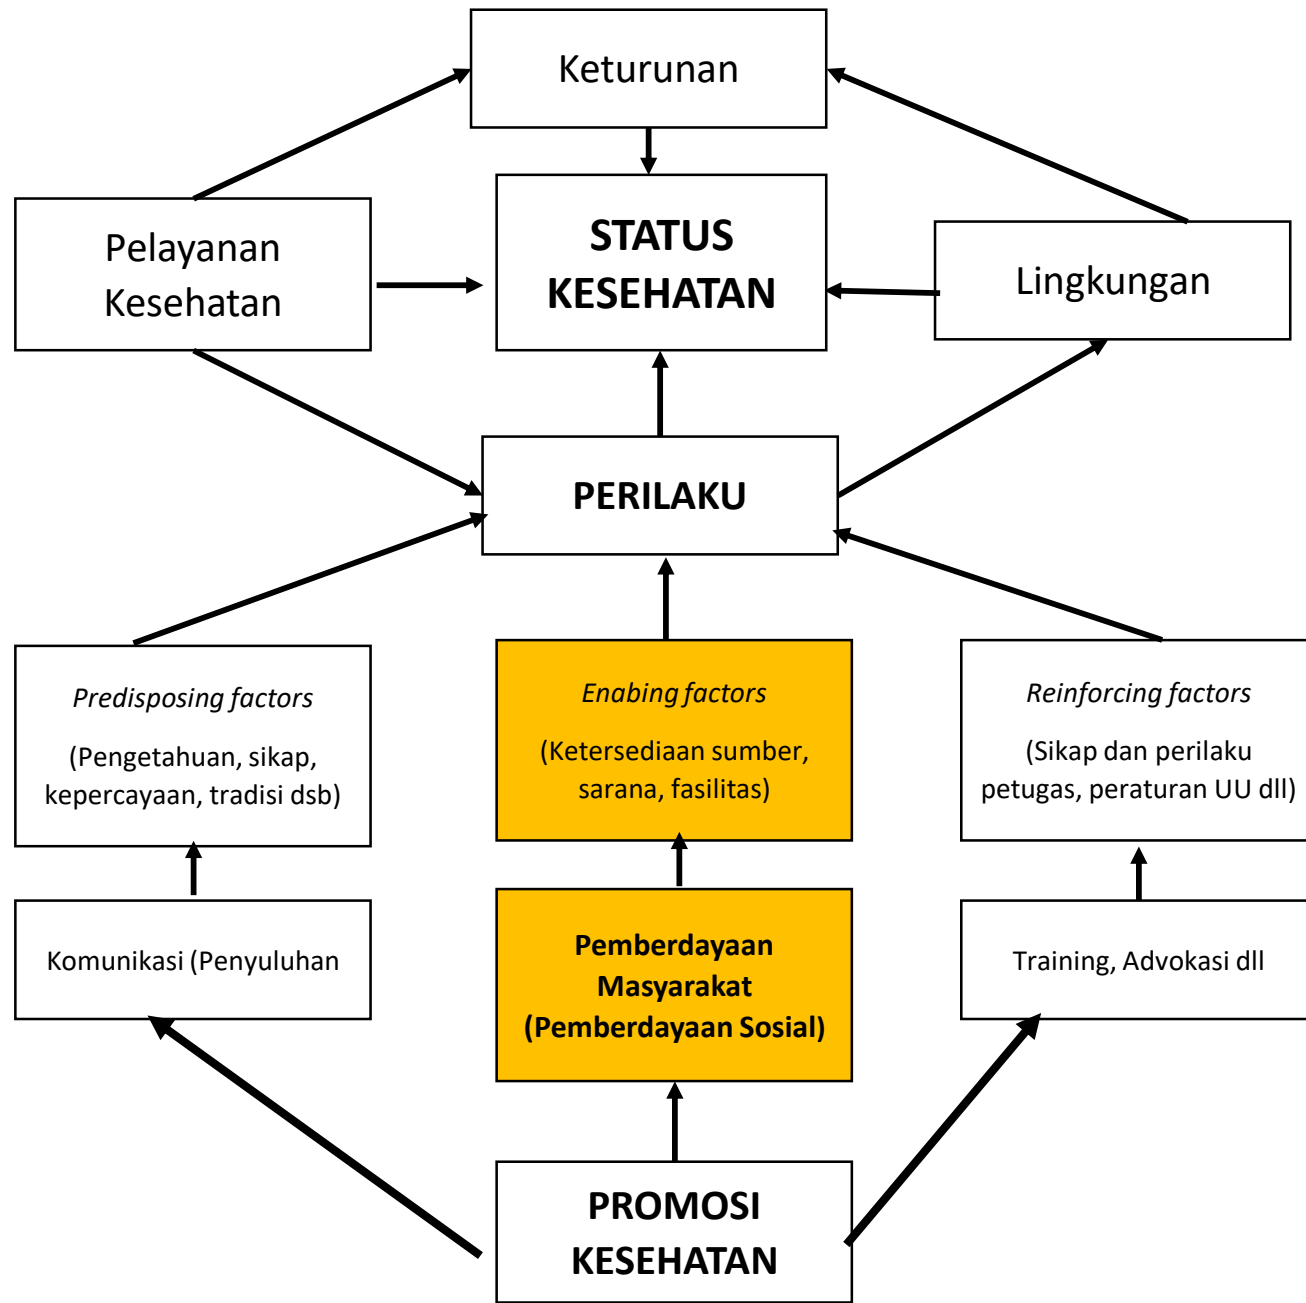 Keturunan
Pelayanan
Kesehatan
STATUS
KESEHATAN
Lingkungan
PERILAKU
Predisposing factors
(Pengetahuan, sikap,
kepercayaan, tradisi dsb)
Enabing factors
(Ketersediaan sumber,
sarana, fasilitas)
Reinforcing factors
(Sikap dan perilaku
petugas, peraturan UU dll)
Komunikasi (Penyuluhan
Pemberdayaan
Masyarakat
(Pemberdayaan Sosial)
Training, Advokasi dll
PROMOSI
KESEHATAN